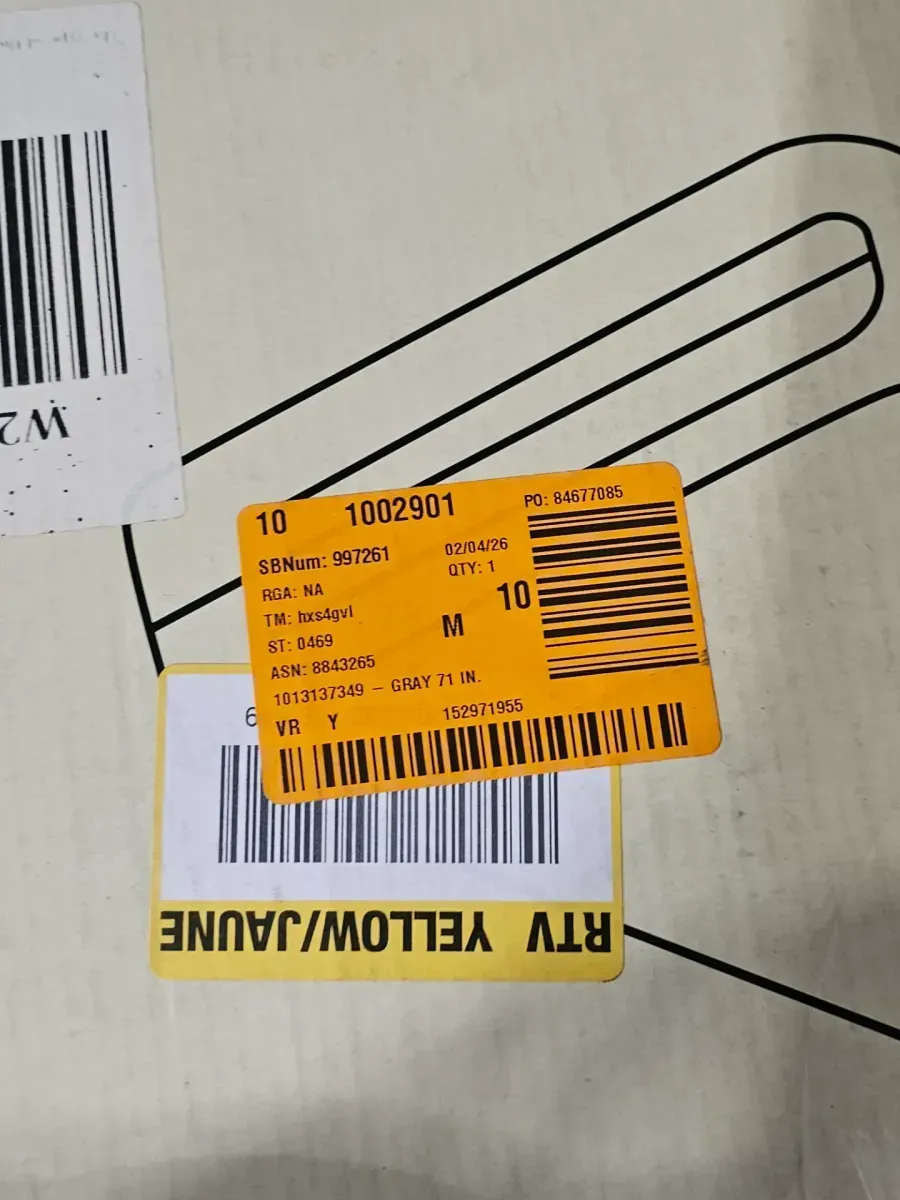 W2
10 1002901
PO: 84677085
SBNum: 997261
02/04/26
RGA: NA
QTY: 1
TM: hxs4gvl
10
ST: 0469
M
ASN: 8843265
1013137349 – GRAY 71 IN.
VR Y
152971955
RTV YELLOW/JAUNE